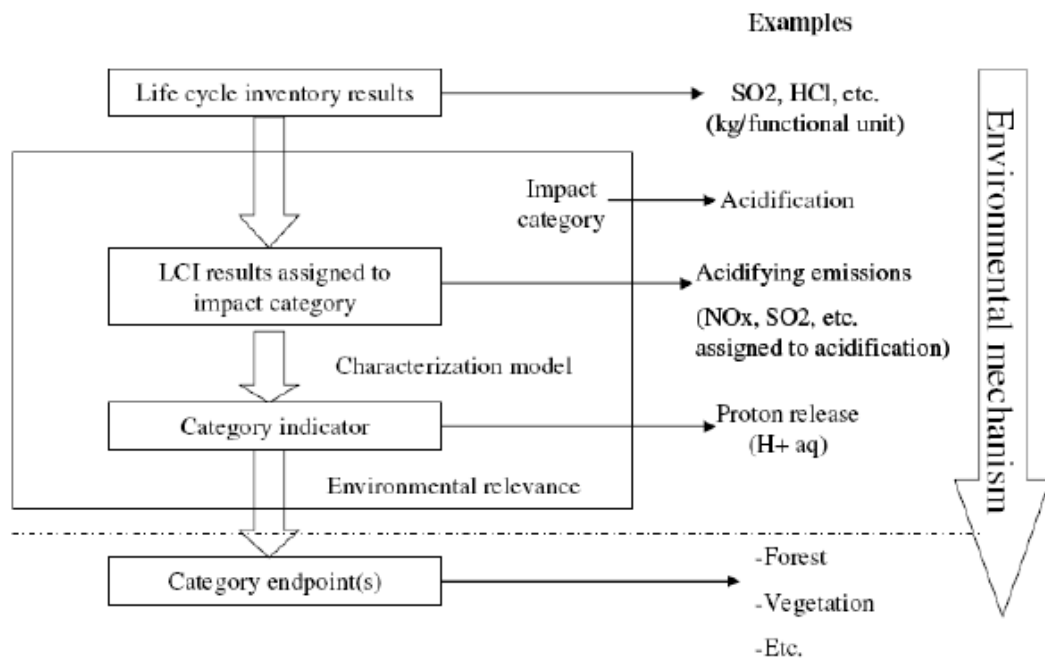 Examples
Life cycle inventory results
SO2, HCl, etc.
(kg/functional unit)
Impact
category
Acidification
LCI results assigned to
impact category
Acidifying emissions
(NOx, SO2, etc.
assigned to acidification)
Characterization model
Category indicator
Proton release
(H+ aq)
Environmental relevance
Category endpoint(s)
-Forest
-Vegetation
-Etc.
Environmental mechanism